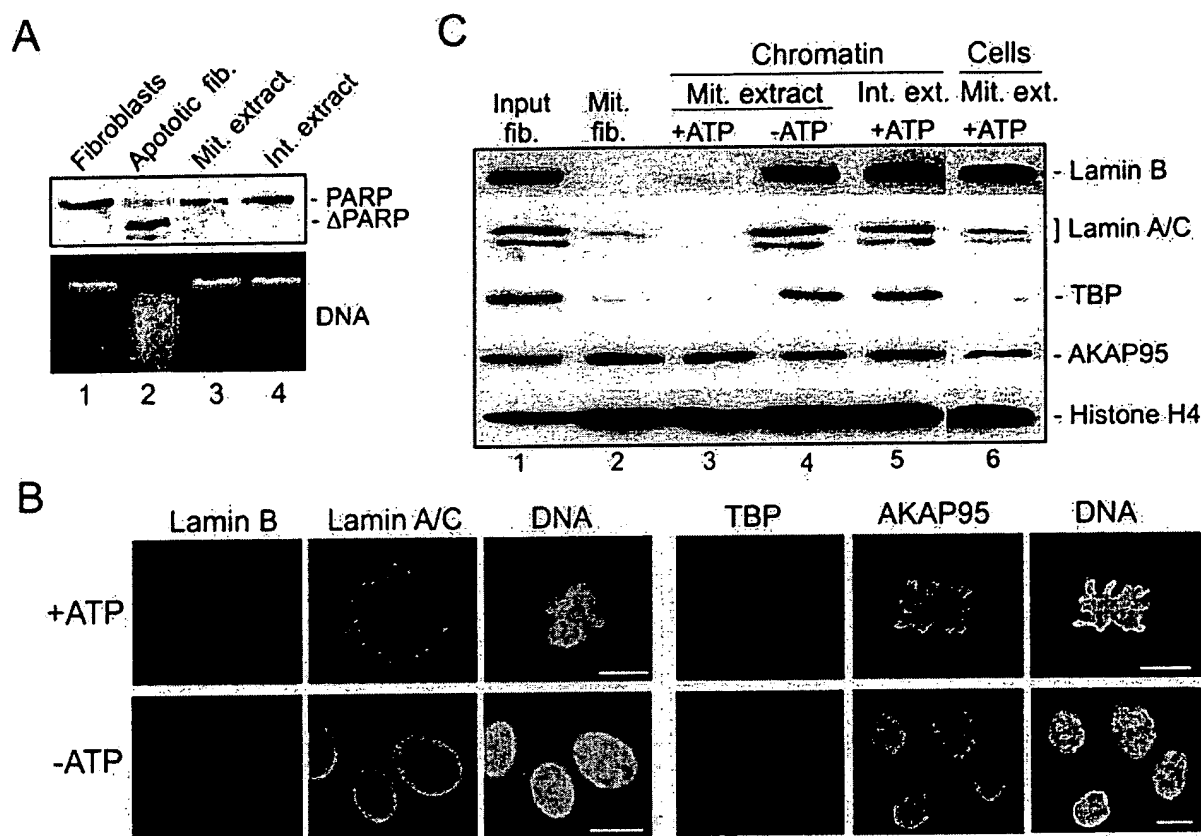 A
Fibroblasts
Apototic fib.
Mit. extract
Int. extract
- PARP
- ΔPARP
DNA
1 2 3 4
C
Chromatin Cells
Input fib. Mit. fib. Mit. extract Int. ext. Mit. ext.
+ATP -ATP +ATP +ATP
- Lamin B
] Lamin A/C
- TBP
- AKAP95
- Histone H4
1 2 3 4 5 6
B
Lamin B Lamin A/C DNA TBP AKAP95 DNA
+ATP
-ATP